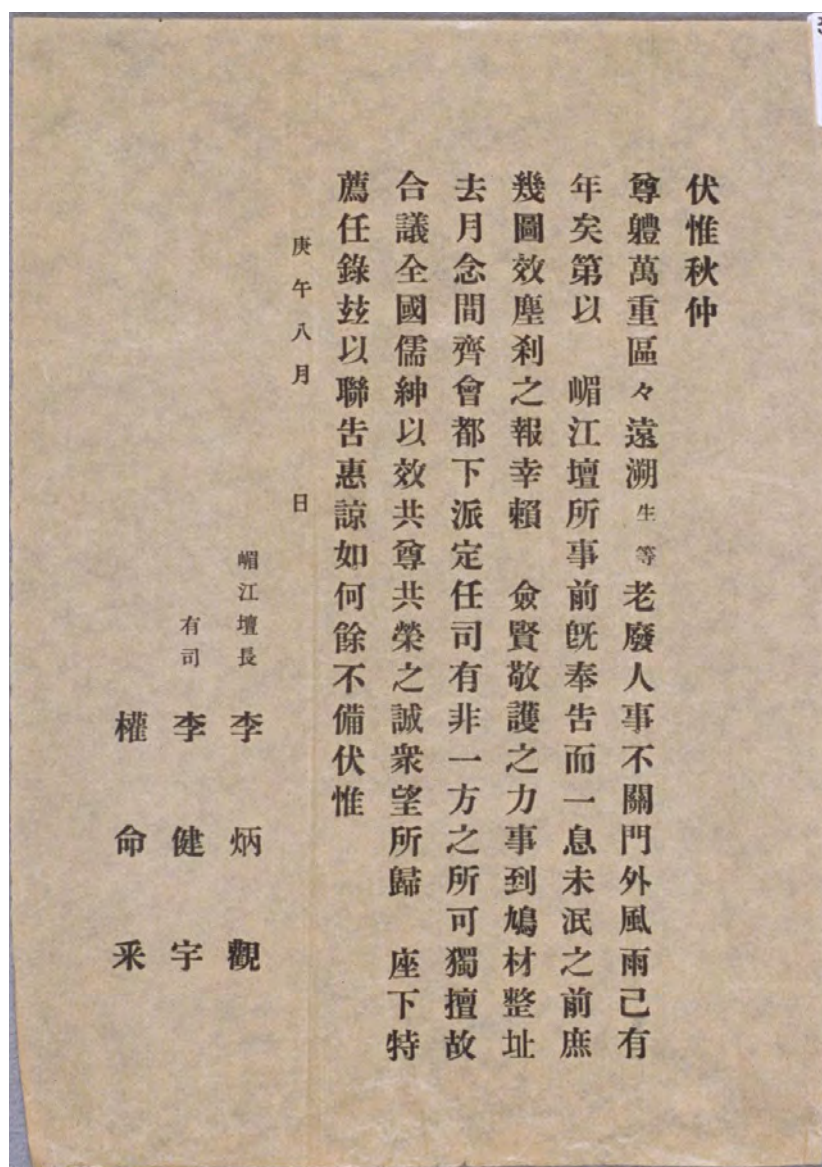 伏惟秋仲
尊軆萬重區々遠溯生等老廢人事不關門外風雨已有
年矣第以 嵋江壇所事前旣奉告而一息未泯之前庶
幾圖效塵刹之報幸賴 僉賢敬護之力事到鳩材整址
去月念間齊會都下派定任司有非一方之所可獨擅故
合議全國儒紳以效共尊共榮之誠衆望所歸 座下特
薦任錄玆以聯告惠諒如何餘不備伏惟
庚午八月 日
嵋江壇長 李炳觀
有司 李健宇
權命采